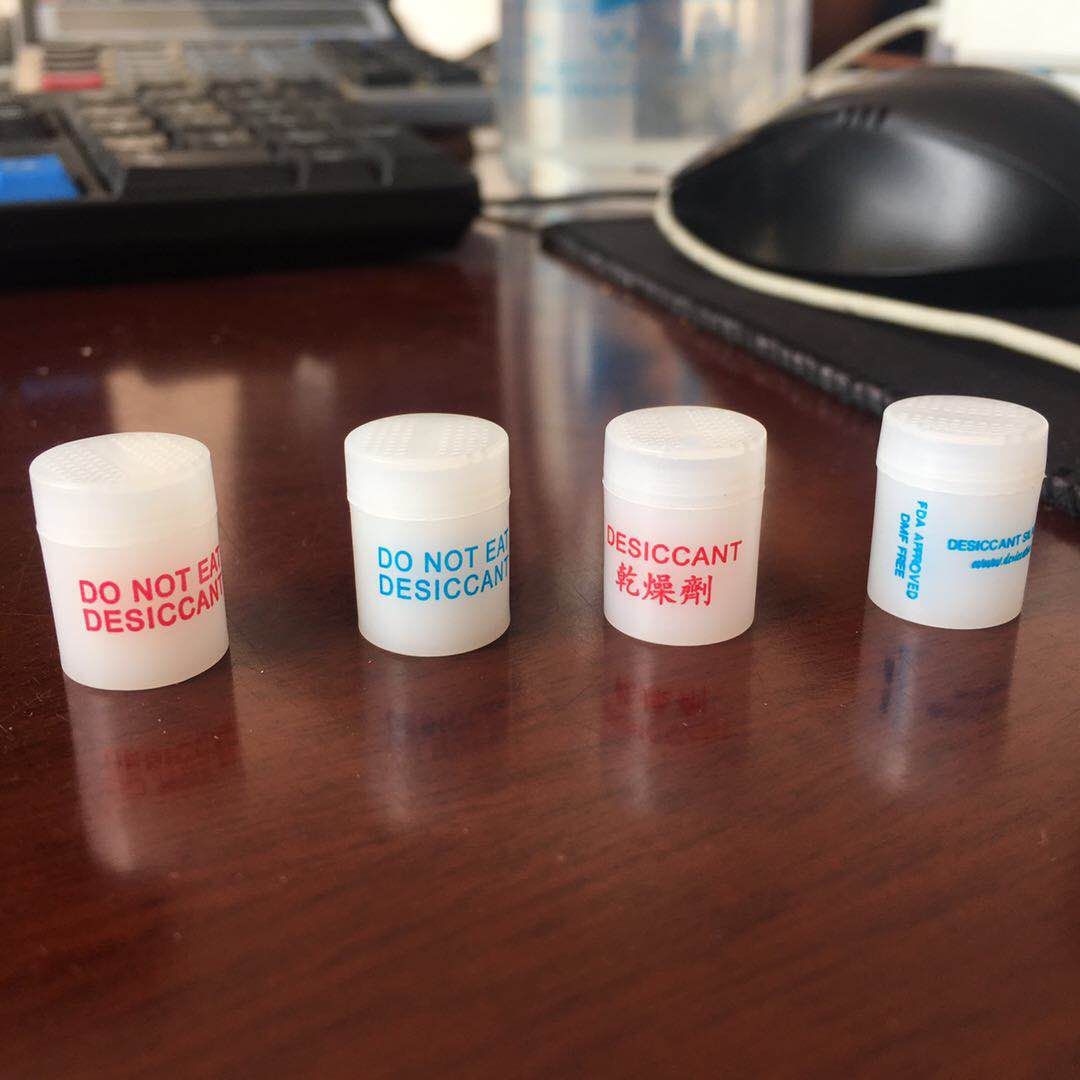 DO NOT EAT
DESICCANT
DO NOT EAT
DESICCANT
DESICCANT
乾燥劑
FDA APPROVED
DMF FREE
DESICCANT